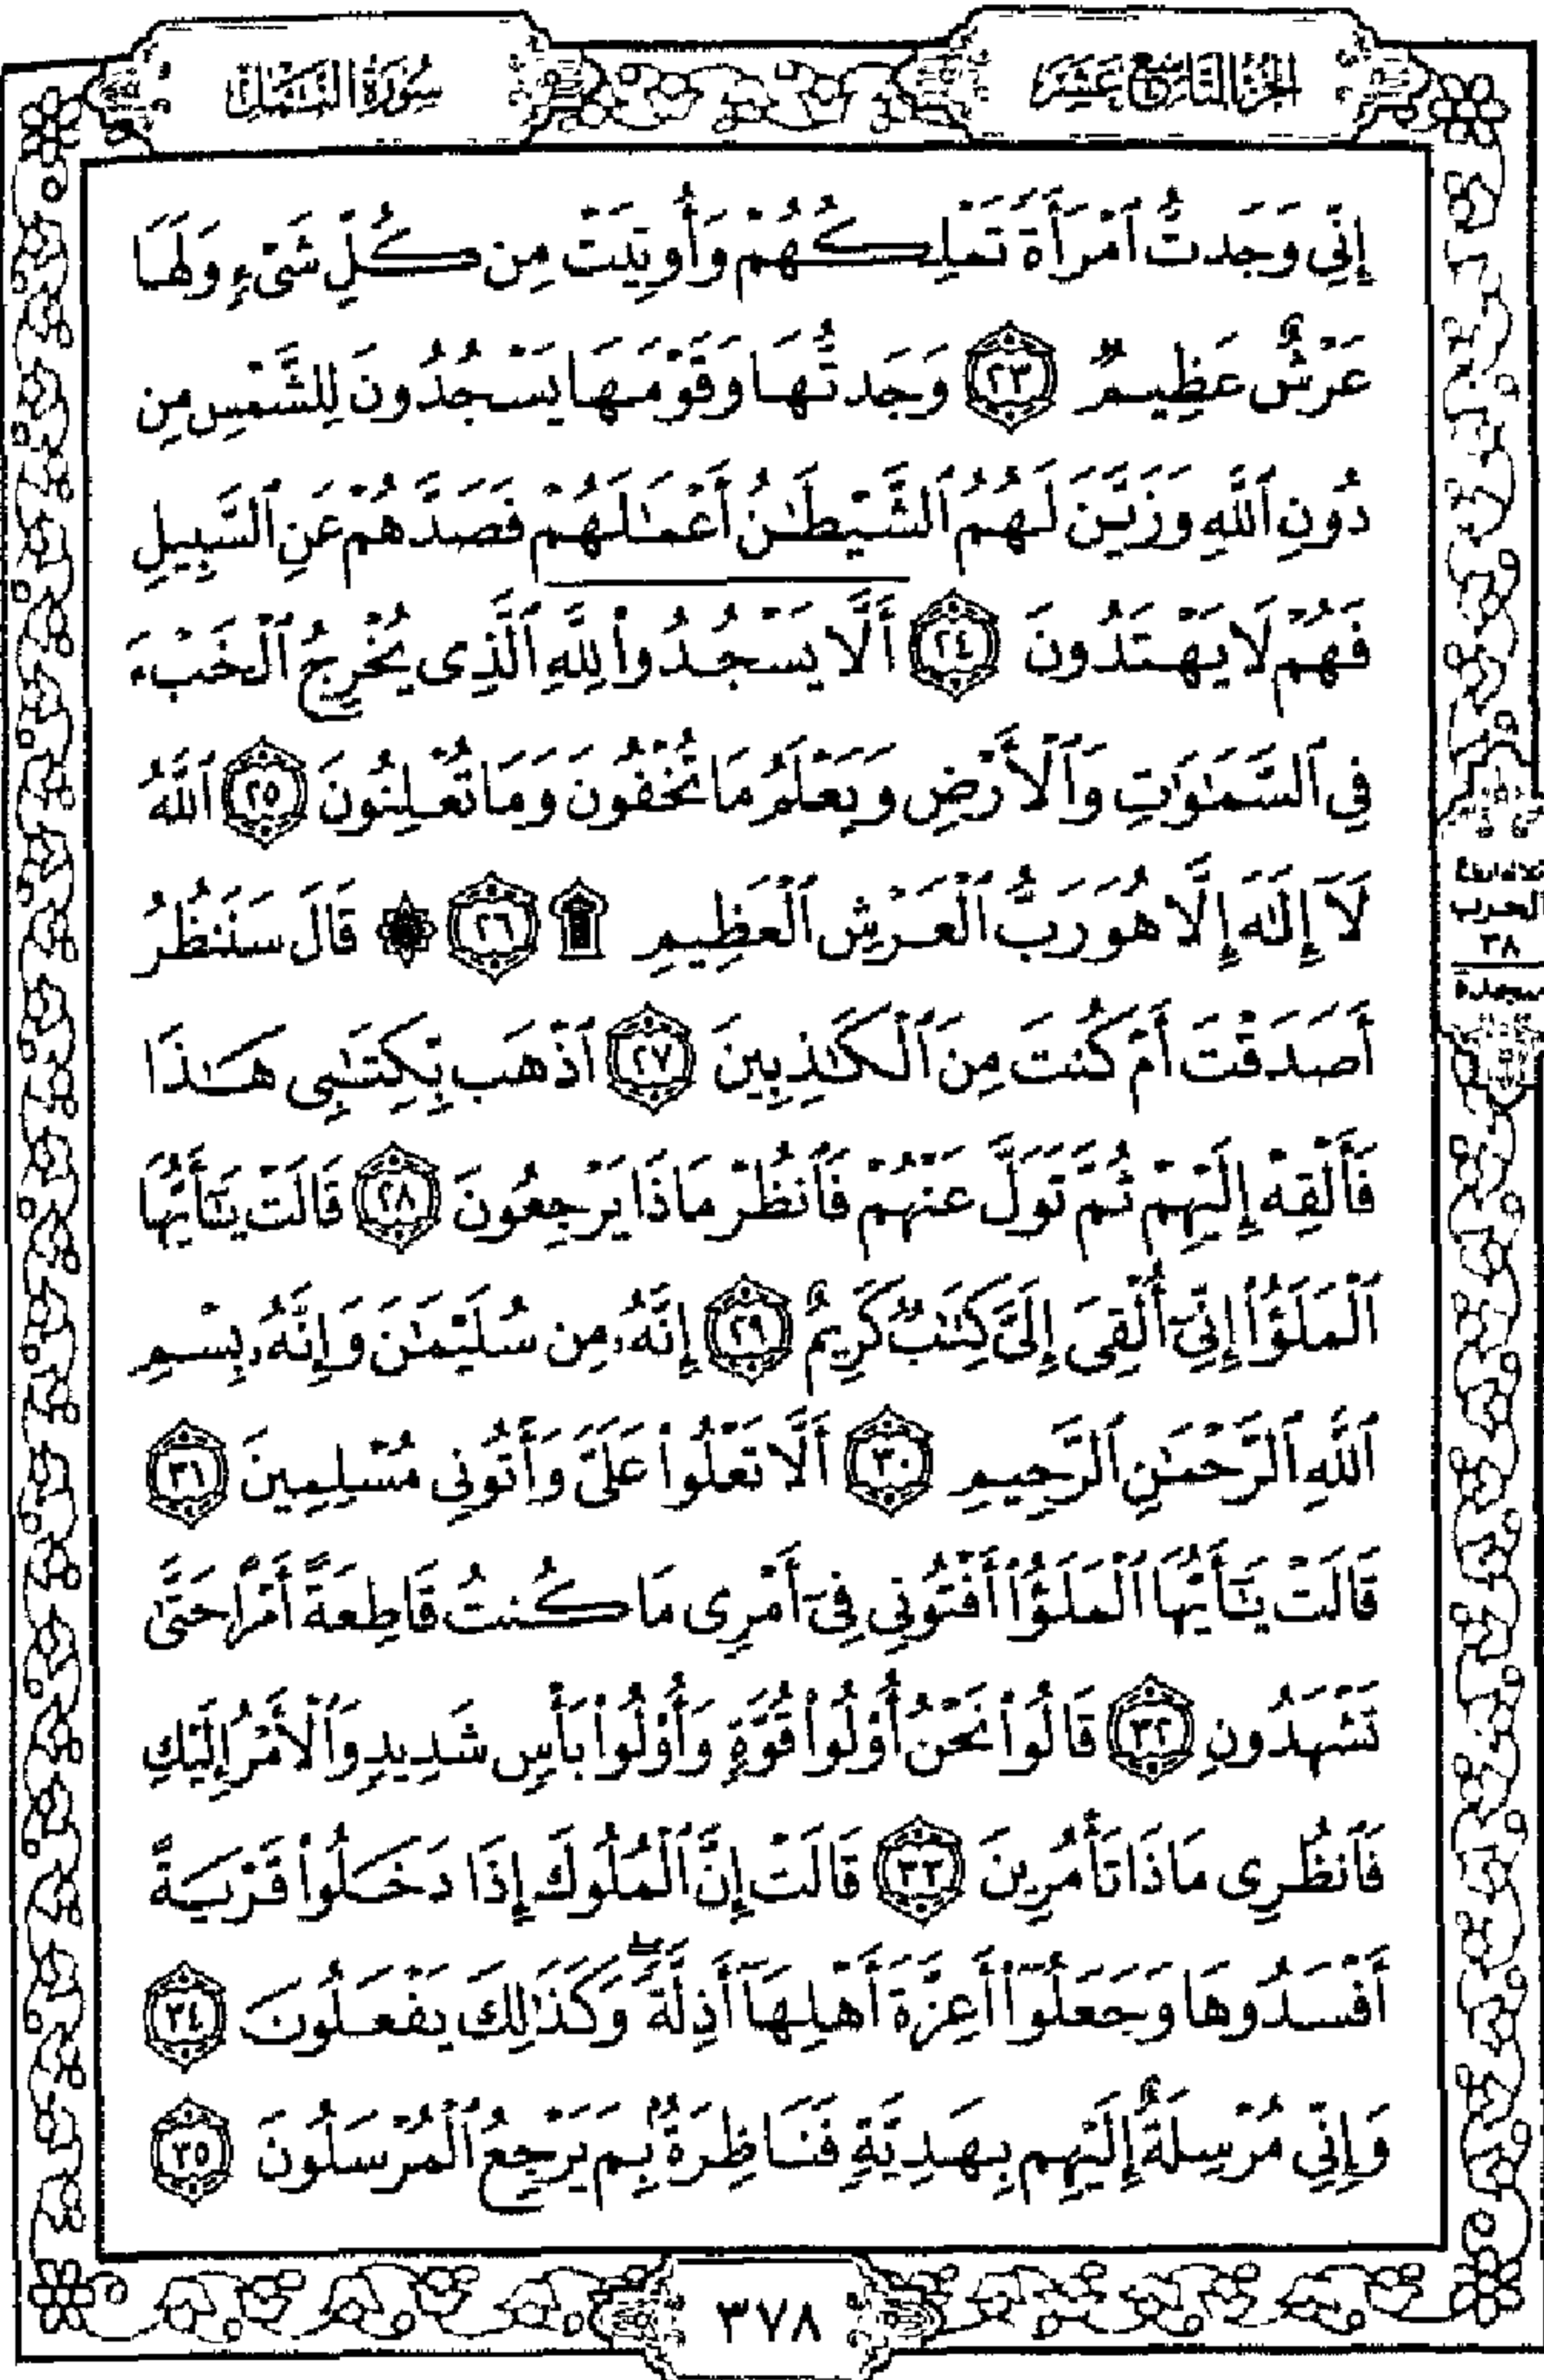 الجزء التاسع عشر
سورة النمل
إِنِّي وَجَدتُّ ٱمْرَأَةً تَمْلِكُهُمْ وَأُوتِيَتْ مِن كُلِّ شَىْءٍ وَلَهَا
عَرْشٌ عَظِيمٌ ٢٣ وَجَدتُّهَا وَقَوْمَهَا يَسْجُدُونَ لِلشَّمْسِ مِن
دُونِ ٱللَّهِ وَزَيَّنَ لَهُمُ ٱلشَّيْطَٰنُ أَعْمَٰلَهُمْ فَصَدَّهُمْ عَنِ ٱلسَّبِيلِ
فَهُمْ لَا يَهْتَدُونَ ٢٤ أَلَّا يَسْجُدُوا۟ لِلَّهِ ٱلَّذِى يُخْرِجُ ٱلْخَبْءَ
فِي ٱلسَّمَٰوَٰتِ وَٱلْأَرْضِ وَيَعْلَمُ مَا تُخْفُونَ وَمَا تُعْلِنُونَ ٢٥ ٱللَّهُ
لَآ إِلَٰهَ إِلَّا هُوَ رَبُّ ٱلْعَرْشِ ٱلْعَظِيمِ ۩ ٢٦ ۞ قَالَ سَنَنظُرُ
أَصَدَقْتَ أَمْ كُنتَ مِنَ ٱلْكَٰذِبِينَ ٢٧ ٱذْهَب بِّكِتَٰبِى هَٰذَا
فَأَلْقِهْ إِلَيْهِمْ ثُمَّ تَوَلَّ عَنْهُمْ فَٱنظُرْ مَاذَا يَرْجِعُونَ ٢٨ قَالَتْ يَٰٓأَيُّهَا
ٱلْمَلَؤُا۟ إِنِّىٓ أُلْقِىَ إِلَىَّ كِتَٰبٌ كَرِيمٌ ٢٩ إِنَّهُۥ مِن سُلَيْمَٰنَ وَإِنَّهُۥ بِسْمِ
ٱللَّهِ ٱلرَّحْمَٰنِ ٱلرَّحِيمِ ٣٠ أَلَّا تَعْلُوا۟ عَلَىَّ وَأْتُونِى مُسْلِمِينَ ٣١
قَالَتْ يَٰٓأَيُّهَا ٱلْمَلَؤُا۟ أَفْتُونِى فِىٓ أَمْرِى مَا كُنتُ قَاطِعَةً أَمْرًا حَتَّىٰ
تَشْهَدُونِ ٣٢ قَالُوا۟ نَحْنُ أُو۟لُوا۟ قُوَّةٍ وَأُو۟لُوا۟ بَأْسٍ شَدِيدٍ وَٱلْأَمْرُ إِلَيْكِ
فَٱنظُرِى مَاذَا تَأْمُرِينَ ٣٣ قَالَتْ إِنَّ ٱلْمُلُوكَ إِذَا دَخَلُوا۟ قَرْيَةً
أَفْسَدُوهَا وَجَعَلُوٓا۟ أَعِزَّةَ أَهْلِهَآ أَذِلَّةً ۖ وَكَذَٰلِكَ يَفْعَلُونَ ٣٤
وَإِنِّى مُرْسِلَةٌ إِلَيْهِم بِهَدِيَّةٍ فَنَاظِرَةٌۢ بِمَ يَرْجِعُ ٱلْمُرْسَلُونَ ٣٥
الحزب
٣٨
سجدة
٣٧٨